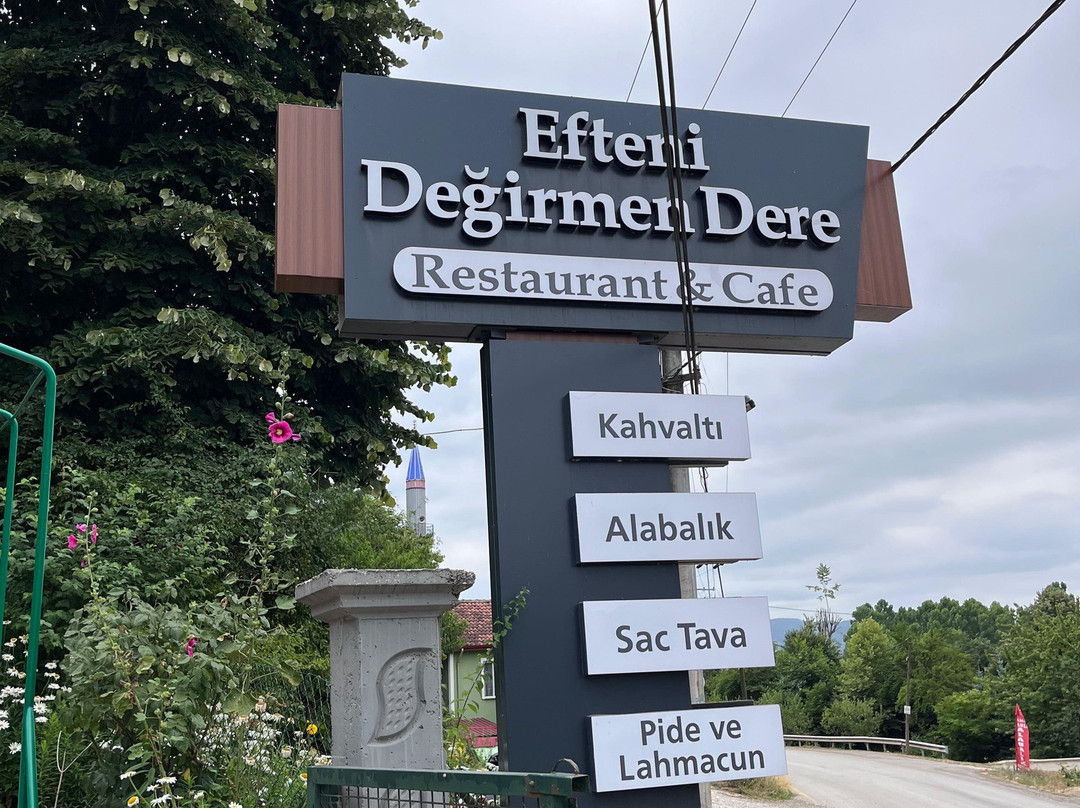 Efteni
Değirmen Dere
Restaurant & Cafe
Kahvaltı
Alabalık
Sac Tava
Pide ve
Lahmacun